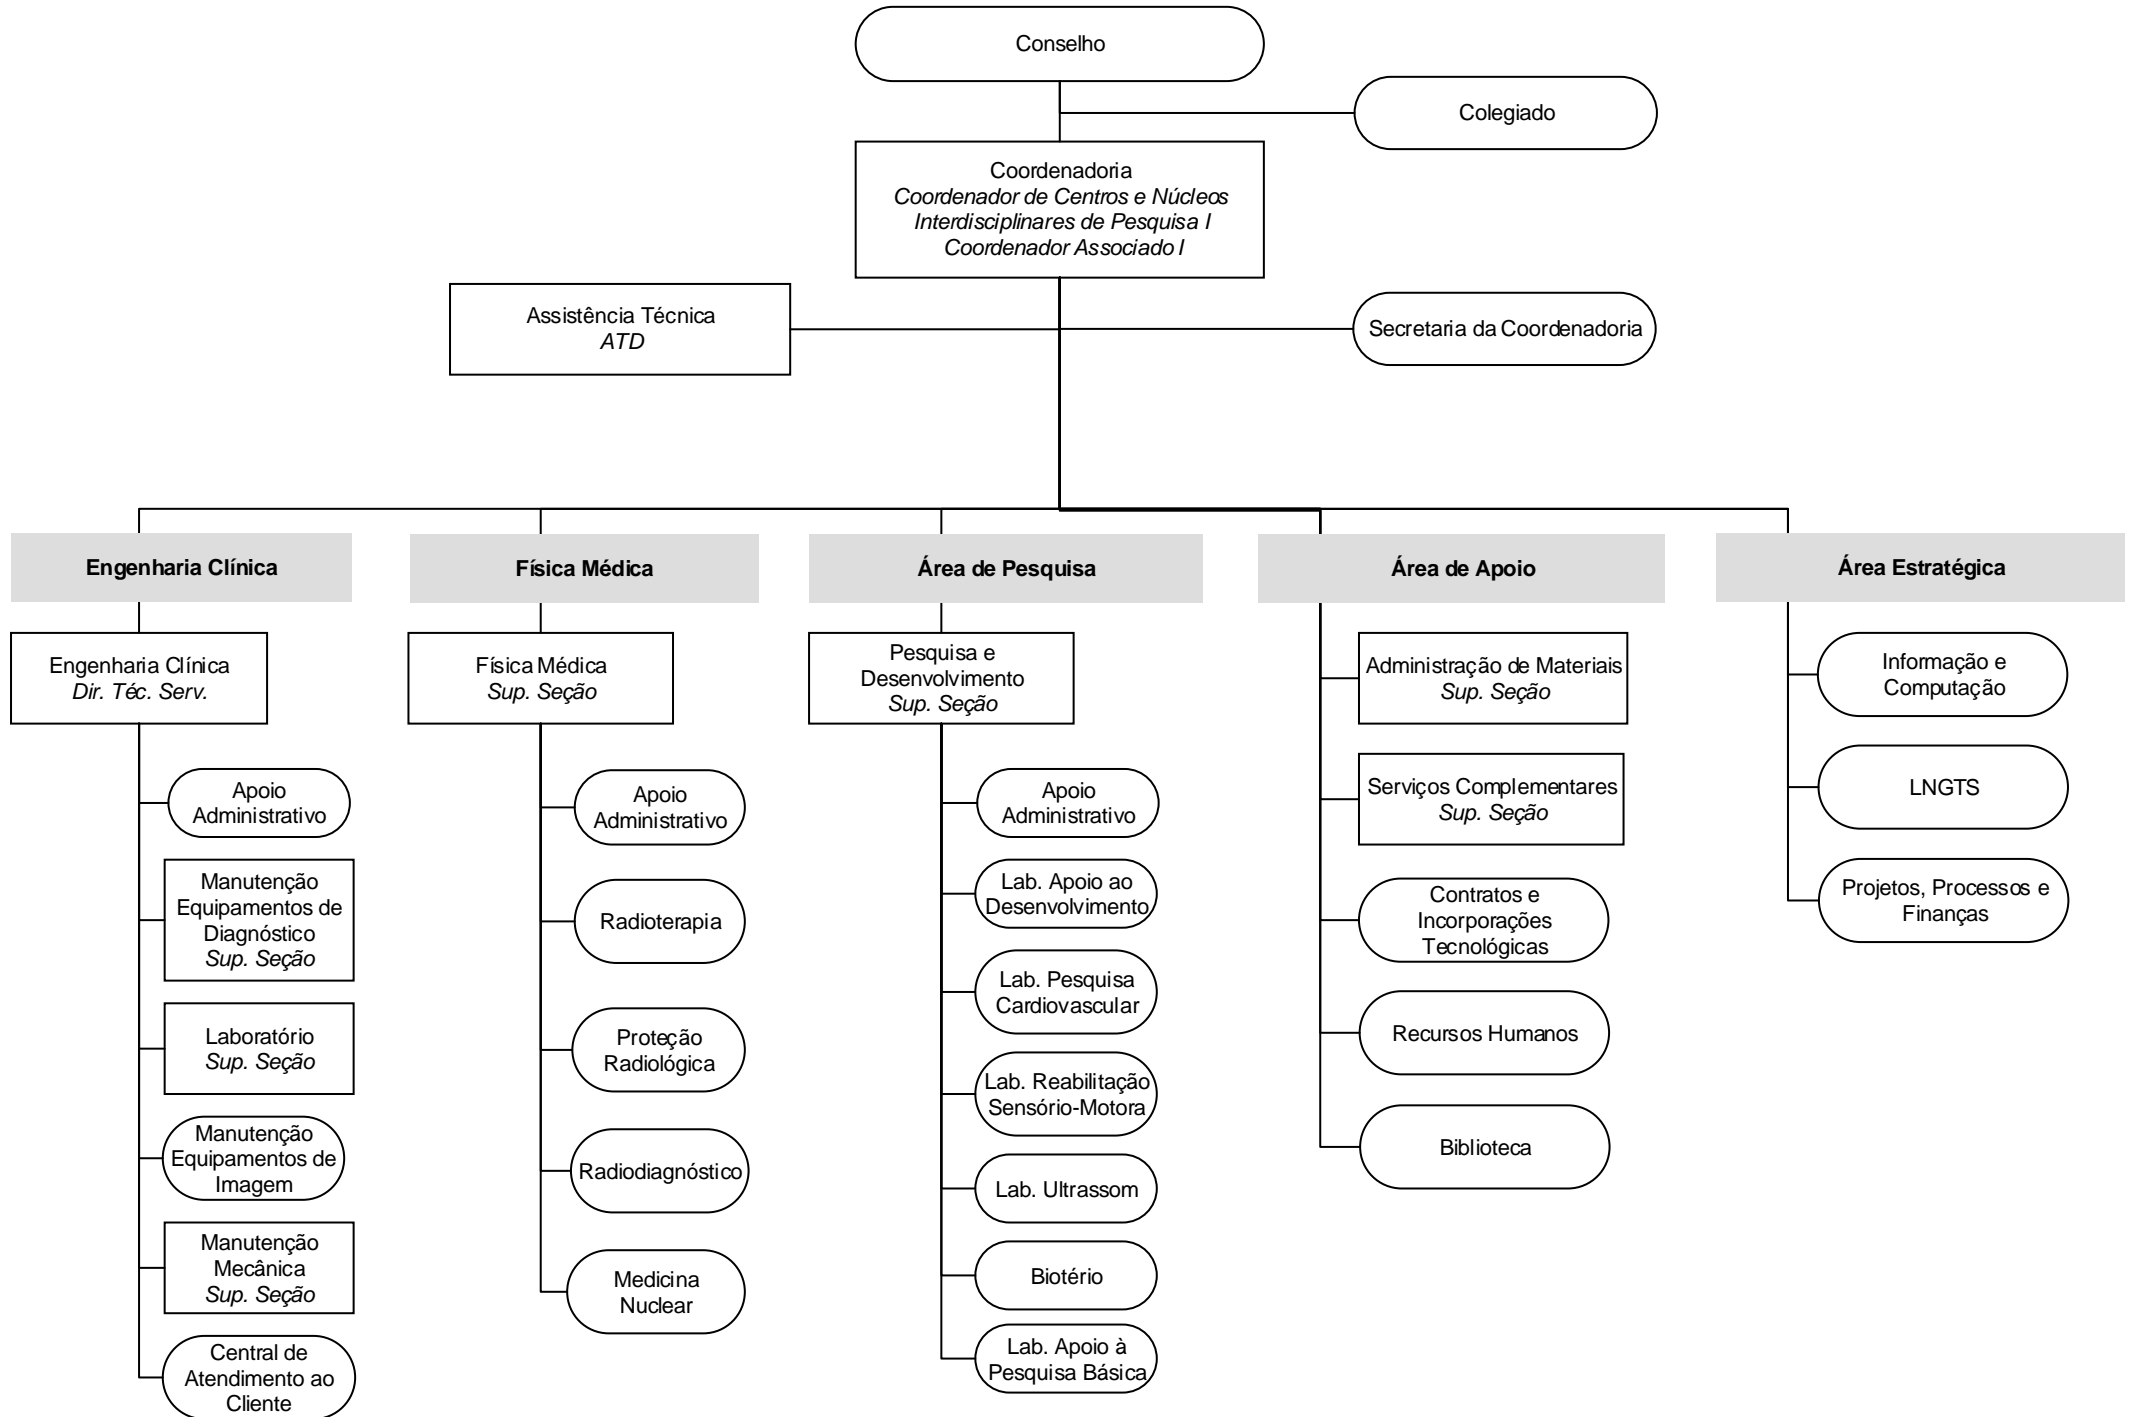 Conselho
Colegiado
Coordenadoria
Coordenador de Centros e Núcleos
Interdisciplinares de Pesquisa I
Coordenador Associado I
Assistência Técnica
ATD
Secretaria da Coordenadoria
Engenharia Clínica
Física Médica
Área de Pesquisa
Área de Apoio
Área Estratégica
Engenharia Clínica
Dir. Téc. Serv.
Apoio
Administrativo
Manutenção
Equipamentos de
Diagnóstico
Sup. Seção
Laboratório
Sup. Seção
Manutenção
Equipamentos de
Imagem
Manutenção
Mecânica
Sup. Seção
Central de
Atendimento ao
Cliente
Física Médica
Sup. Seção
Apoio
Administrativo
Radioterapia
Proteção
Radiológica
Radiodiagnóstico
Medicina
Nuclear
Pesquisa e
Desenvolvimento
Sup. Seção
Apoio
Administrativo
Lab. Apoio ao
Desenvolvimento
Lab. Pesquisa
Cardiovascular
Lab. Reabilitação
Sensório-Motora
Lab. Ultrassom
Biotério
Lab. Apoio à
Pesquisa Básica
Administração de Materiais
Sup. Seção
Serviços Complementares
Sup. Seção
Contratos e
Incorporações
Tecnológicas
Recursos Humanos
Biblioteca
Informação e
Computação
LNGTS
Projetos, Processos e
Finanças